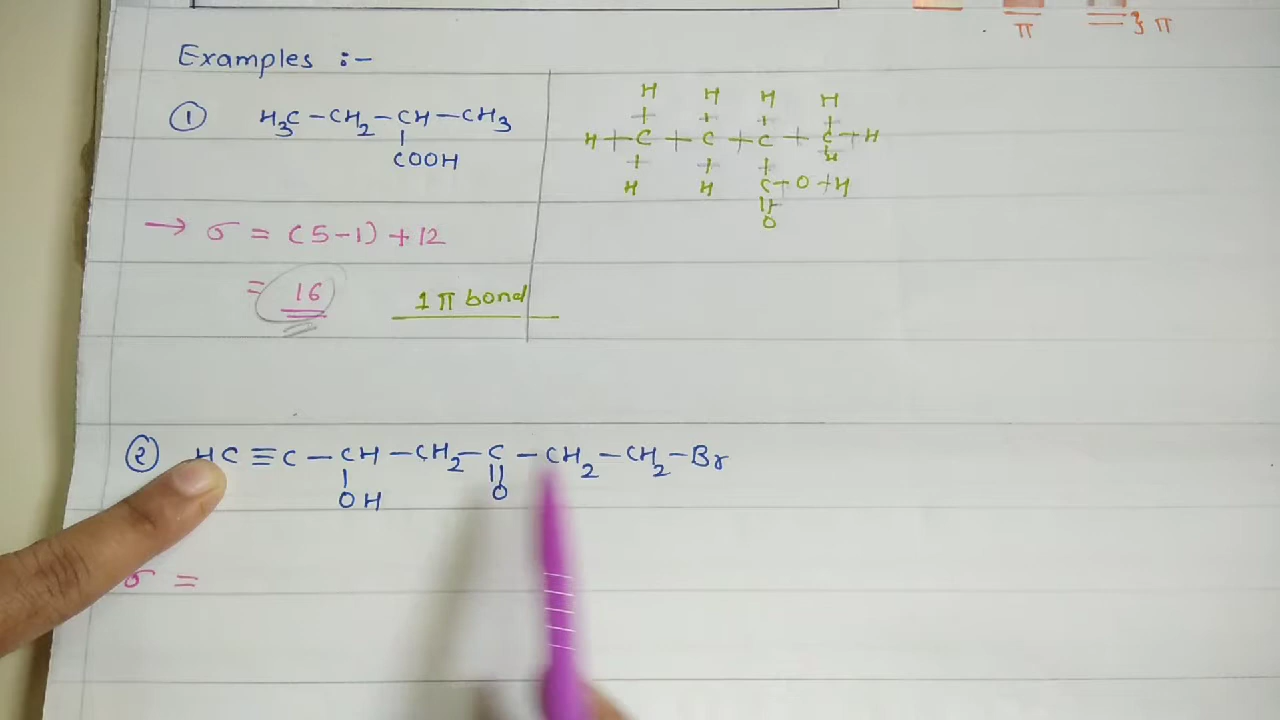 π = } π
Examples :-
① H₃C - CH₂ - CH - CH₃
COOH
H H H H
H + C + C + C + C + H
H H C + O + H H
O
→ σ = (5-1) + 12
= 16
1 π bond
② HC ≡ C - CH - CH₂ - C - CH₂ - CH₂ - Br
OH O
σ =